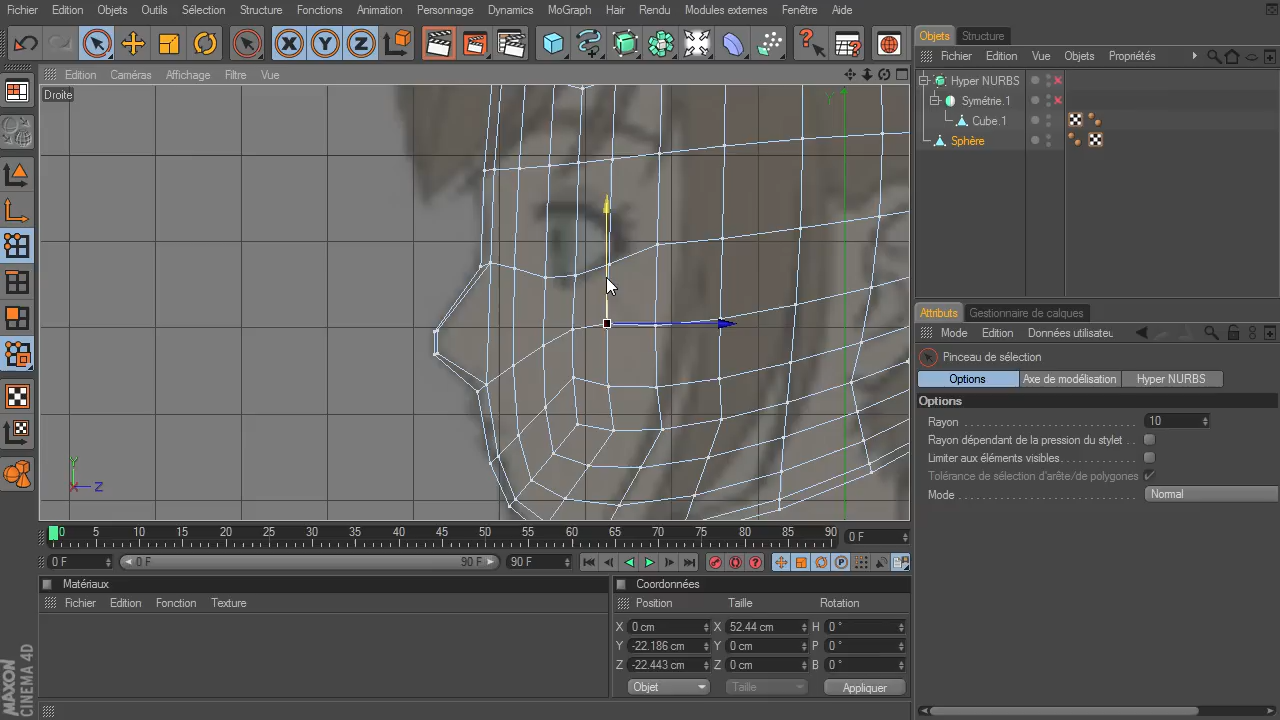 Fichier Edition Objets Outils Sélection Structure Fonctions Animation Personnage Dynamics MoGraph Hair Rendu Modules externes Fenêtre Aide
X Y Z
Objets Structure
Edition Caméras Affichage Filtre Vue
Fichier Edition Vue Objets Propriétés
Droite
Y
Hyper NURBS
Symétrie.1
Cube.1
Sphère
Attributs Gestionnaire de calques
Mode Edition Données utilisateu
Pinceau de sélection
Options Axe de modélisation Hyper NURBS
Options
Rayon 10
Rayon dépendant de la pression du stylet
Limiter aux éléments visibles
Tolérance de sélection d'arête/de polygones
Mode Normal
Y
X Z
0 5 10 15 20 25 30 35 40 45 50 55 60 65 70 75 80 85 90 0 F
0 F 0 F 90 F 90 F
Matériaux
Fichier Edition Fonction Texture
Coordonnées
Position Taille Rotation
X 0 cm X 52.44 cm H 0 °
Y -22.186 cm Y 0 cm P 0 °
Z -22.443 cm Z 0 cm B 0 °
Objet Taille Appliquer
MAXON
CINEMA 4D